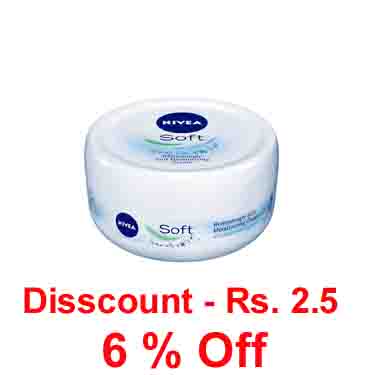 NIVEA
Soft
NIVEA
Soft
Disscount - Rs. 2.5
6 % Off